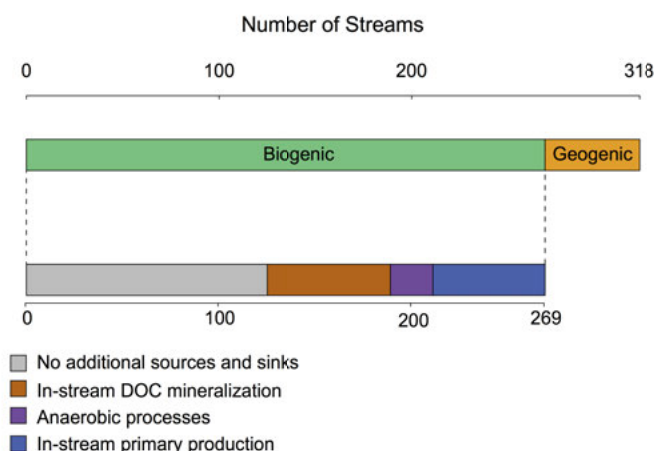 Number of Streams
0 100 200 318
Biogenic Geogenic
0 100 200 269
No additional sources and sinks
In-stream DOC mineralization
Anaerobic processes
In-stream primary production